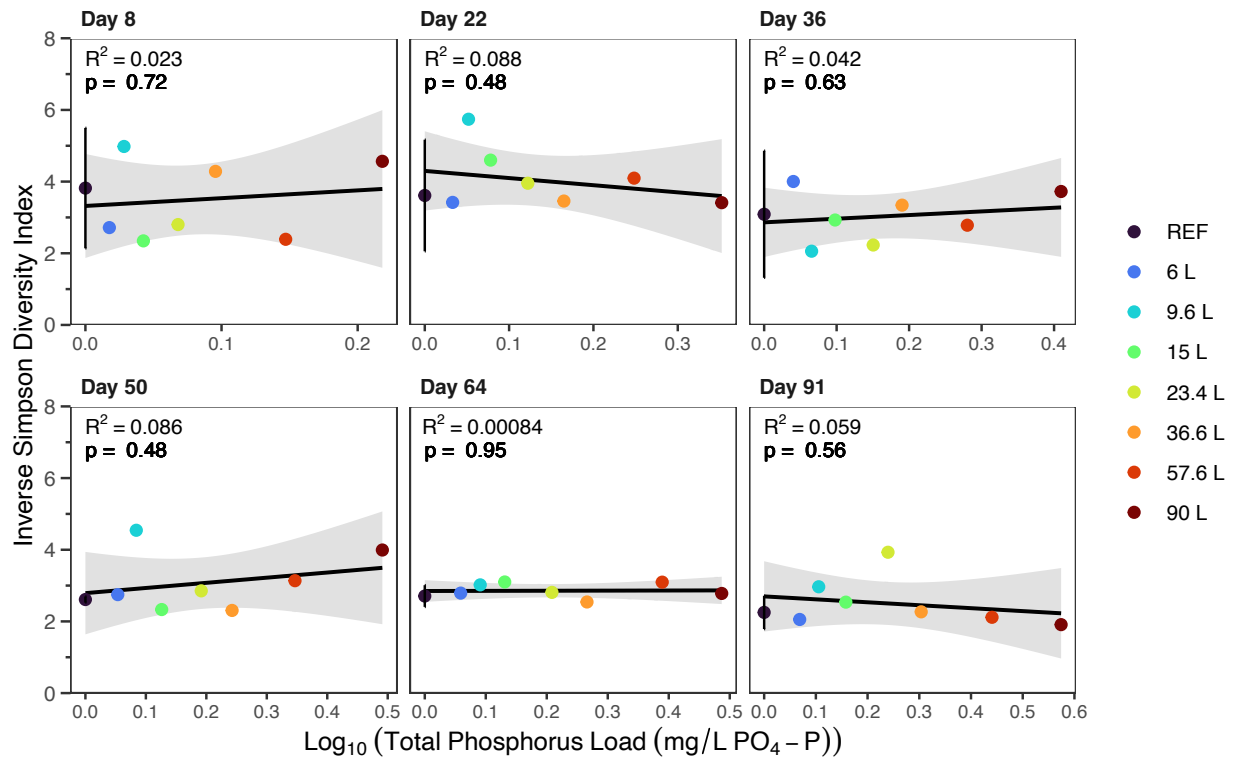 Day 8
Day 22
Day 36
R² = 0.023
p = 0.72
R² = 0.088
p = 0.48
R² = 0.042
p = 0.63
8
6
4
2
0
0.0 0.1 0.2
0.0 0.1 0.2 0.3
0.0 0.1 0.2 0.3 0.4
Day 50
Day 64
Day 91
R² = 0.086
p = 0.48
R² = 0.00084
p = 0.95
R² = 0.059
p = 0.56
8
6
4
2
0
0.0 0.1 0.2 0.3 0.4 0.5
0.0 0.1 0.2 0.3 0.4 0.5
0.0 0.1 0.2 0.3 0.4 0.5 0.6
Inverse Simpson Diversity Index
Log₁₀ (Total Phosphorus Load (mg/L PO₄ − P))
REF
6 L
9.6 L
15 L
23.4 L
36.6 L
57.6 L
90 L